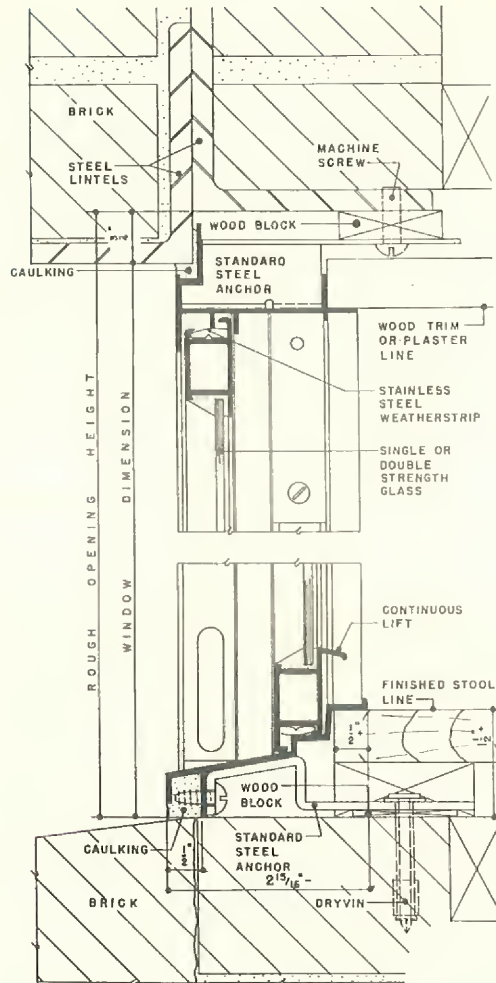 BRICK
STEEL
LINTELS
MACHINE
SCREW
WOOD BLOCK
CAULKING
STANDARD
STEEL
ANCHOR
WOOD TRIM
OR PLASTER
LINE
STAINLESS
STEEL
WEATHERSTRIP
SINGLE OR
DOUBLE
STRENGTH
GLASS
ROUGH OPENING HEIGHT
WINDOW DIMENSION
CONTINUOUS
LIFT
FINISHED STOOL
LINE
WOOD
BLOCK
CAULKING
STANDARD
STEEL
ANCHOR
2 15/16"
BRICK
DRYVIN